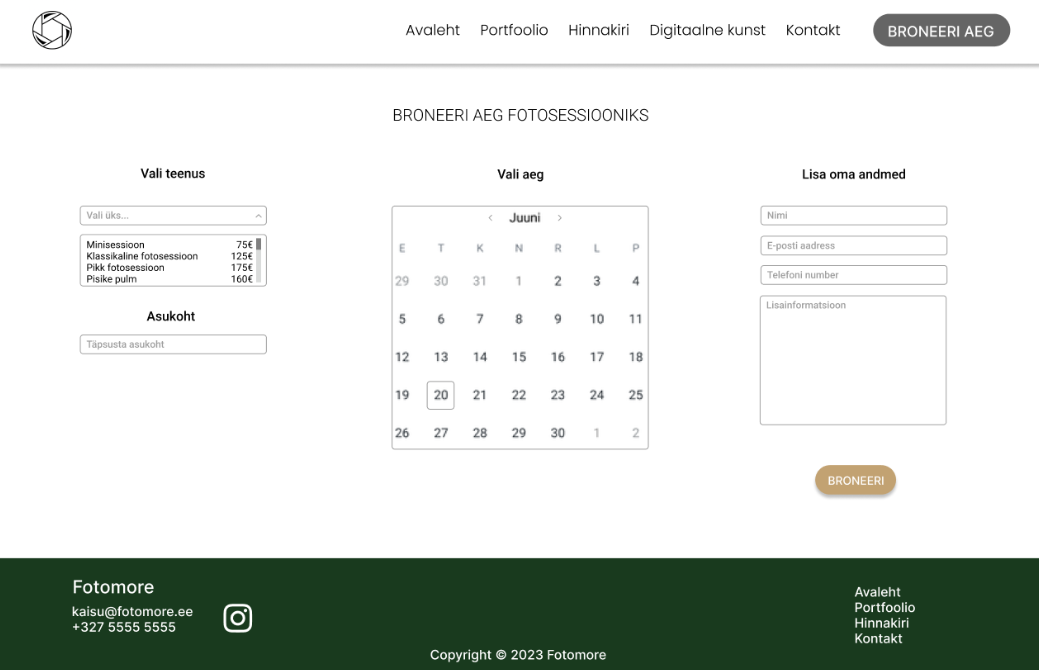 Avaleht Portfoolio Hinnakiri Digitaalne kunst Kontakt BRONEERI AEG
BRONEERI AEG FOTOSESSIOONIKS
Vali teenus
Vali üks...
Minisessioon 75€
Klassikaline fotosessioon 125€
Pikk fotosessioon 175€
Pisike pulm 160€
Asukoht
Täpsusta asukoht
Vali aeg
‹ Juuni ›
E T K N R L P
29 30 31 1 2 3 4
5 6 7 8 9 10 11
12 13 14 15 16 17 18
19 20 21 22 23 24 25
26 27 28 29 30 1 2
Lisa oma andmed
Nimi
E-posti aadress
Telefoni number
Lisainformatsioon
BRONEERI
Fotomore
kaisu@fotomore.ee
+327 5555 5555
Avaleht
Portfoolio
Hinnakiri
Kontakt
Copyright © 2023 Fotomore